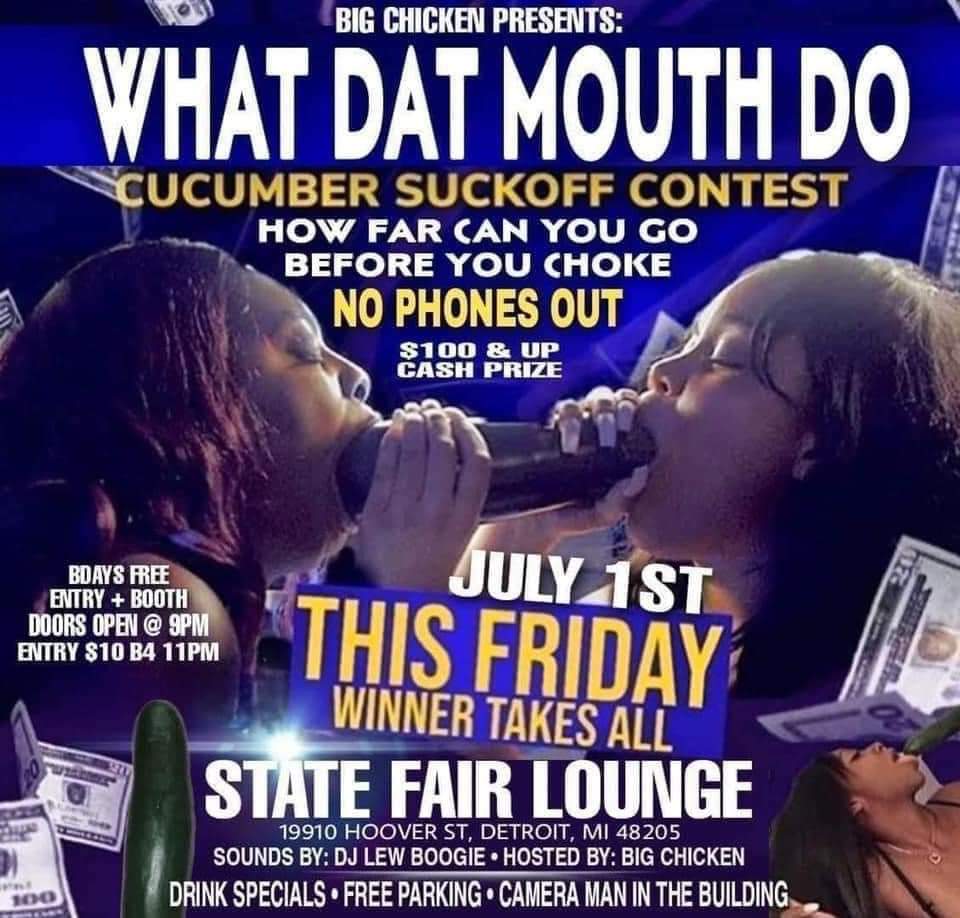 BIG CHICKEN PRESENTS:
WHAT DAT MOUTH DO
CUCUMBER SUCKOFF CONTEST
HOW FAR CAN YOU GO
BEFORE YOU CHOKE
NO PHONES OUT
$100 & UP
CASH PRIZE
BDAYS FREE
ENTRY + BOOTH
DOORS OPEN @ 9PM
ENTRY $10 B4 11PM
JULY 1ST
THIS FRIDAY
WINNER TAKES ALL
STATE FAIR LOUNGE
19910 HOOVER ST, DETROIT, MI 48205
SOUNDS BY: DJ LEW BOOGIE • HOSTED BY: BIG CHICKEN
DRINK SPECIALS • FREE PARKING • CAMERA MAN IN THE BUILDING
100